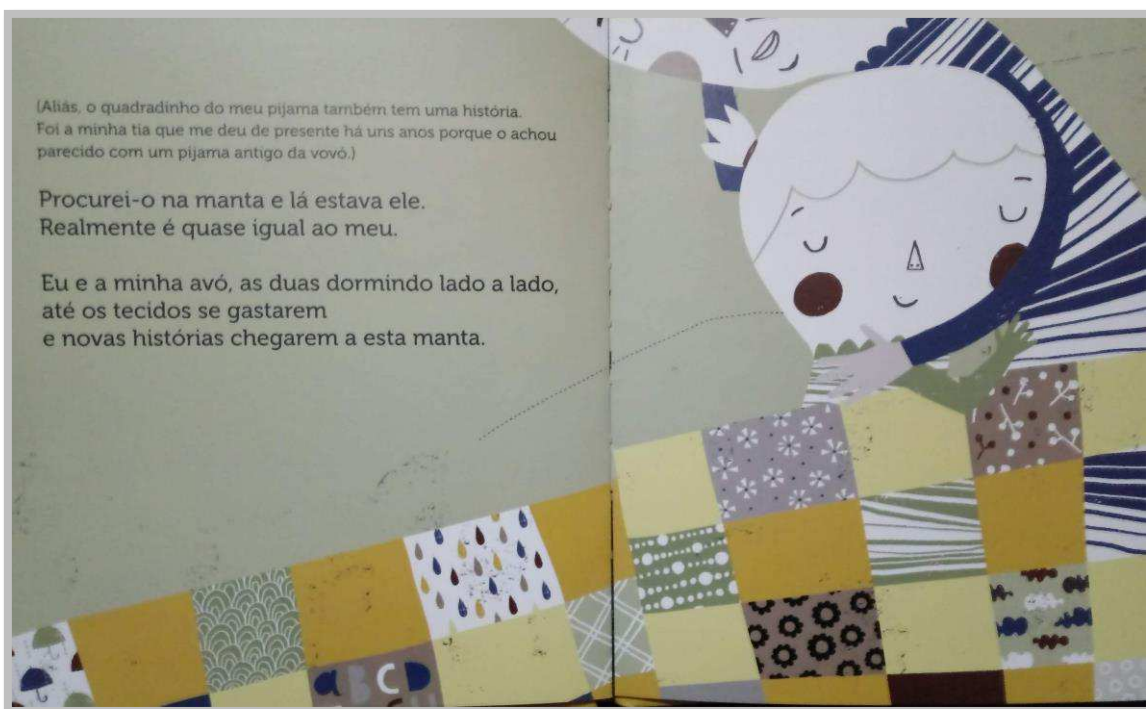 (Aliás, o quadradinho do meu pijama também tem uma história.
Foi a minha tia que me deu de presente há uns anos porque o achou
parecido com um pijama antigo da vovó.)
Procurei-o na manta e lá estava ele.
Realmente é quase igual ao meu.
Eu e a minha avó, as duas dormindo lado a lado,
até os tecidos se gastarem
e novas histórias chegarem a esta manta.
aBCD